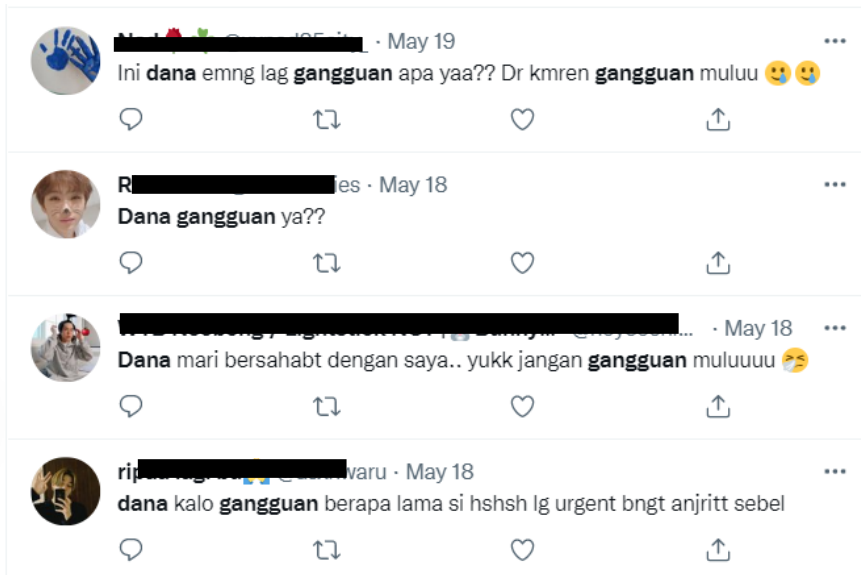 · May 19
Ini dana emng lag gangguan apa yaa?? Dr kmren gangguan muluu 🥲🥲
R ies · May 18
Dana gangguan ya??
· May 18
Dana mari bersahabt dengan saya.. yukk jangan gangguan muluuuu 🤧
waru · May 18
dana kalo gangguan berapa lama si hshsh lg urgent bngt anjritt sebel